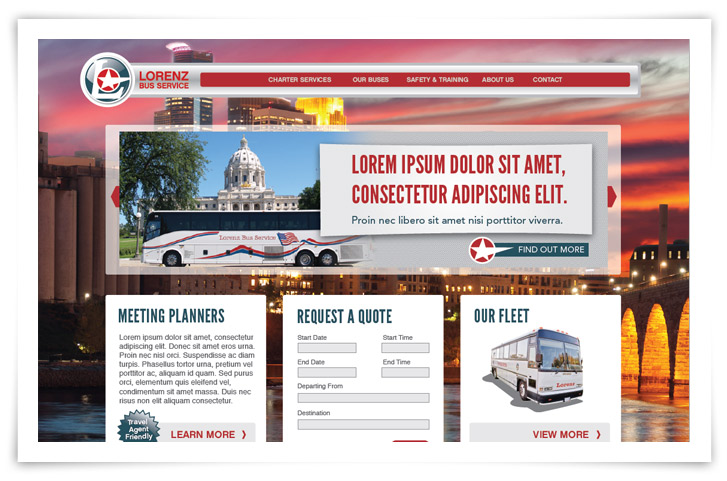 LORENZ
BUS SERVICE
CHARTER SERVICES
OUR BUSES
SAFETY & TRAINING
ABOUT US
CONTACT
LOREM IPSUM DOLOR SIT AMET,
CONSECTETUR ADIPISCING ELIT.
Proin nec libero sit amet nisi porttitor viverra.
Lorenz Bus Service
FIND OUT MORE
MEETING PLANNERS
Lorem ipsum dolor sit amet, consectetur
adipiscing elit. Donec sit amet eros urna.
Proin nec nisl orci. Suspendisse ac diam
turpis. Phasellus tortor urna, pretium vel
porttitor ac, aliquam id quam. Sed purus
orci, elementum quis eleifend vel,
condimentum sit amet massa. Duis nec
risus non elit aliquam consectetur.
Travel
Agent
Friendly
LEARN MORE
REQUEST A QUOTE
Start Date
Start Time
End Date
End Time
Departing From
Destination
OUR FLEET
Lorenz
VIEW MORE